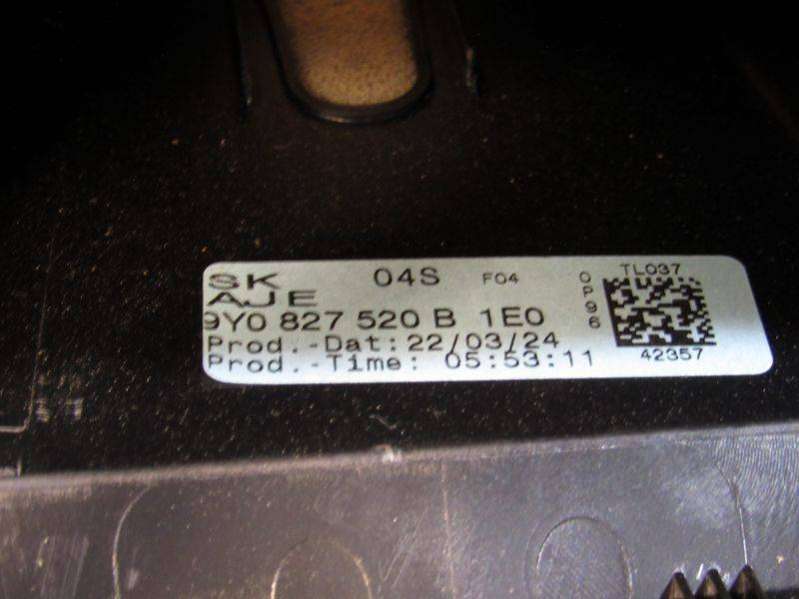 SK 04S F04
AJE
9Y0 827 520 B 1E0
Prod.-Dat: 22/03/24
Prod.-Time: 05:53:11
OP96
TL037
42357